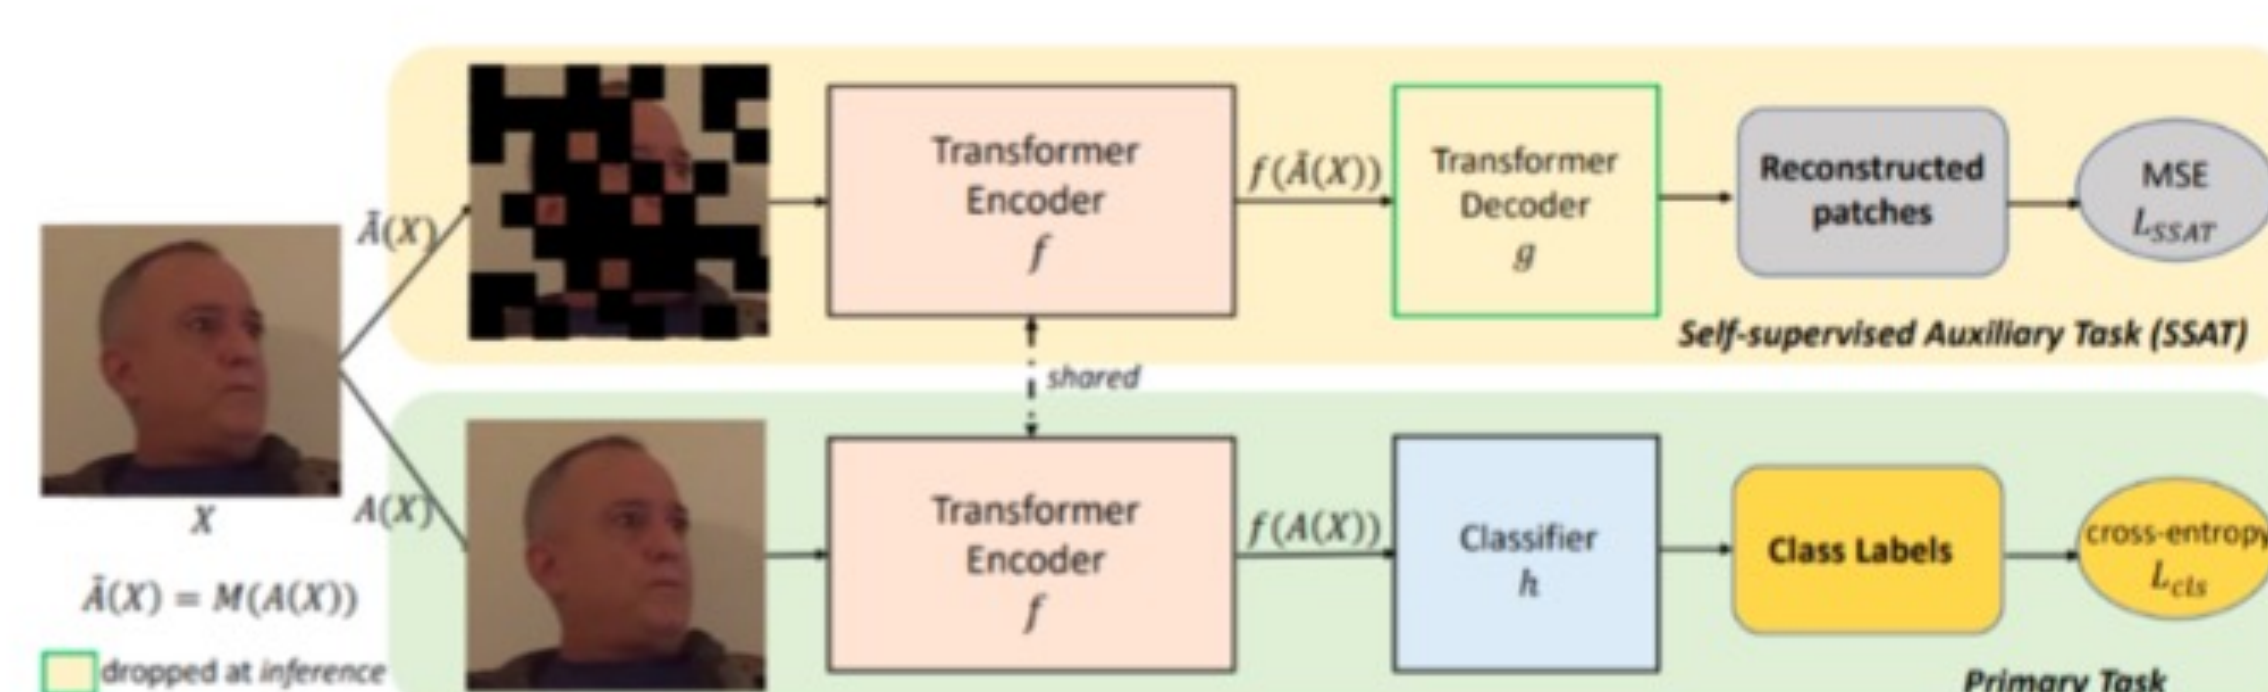 Ã(X)
Transformer
Encoder
f
f(Ã(X))
Transformer
Decoder
g
Reconstructed
patches
MSE
L_SSAT
Self-supervised Auxiliary Task (SSAT)
shared
X
A(X)
Transformer
Encoder
f
f(A(X))
Classifier
h
Class Labels
cross-entropy
L_cls
Ã(X) = M(A(X))
dropped at inference
Primary Task